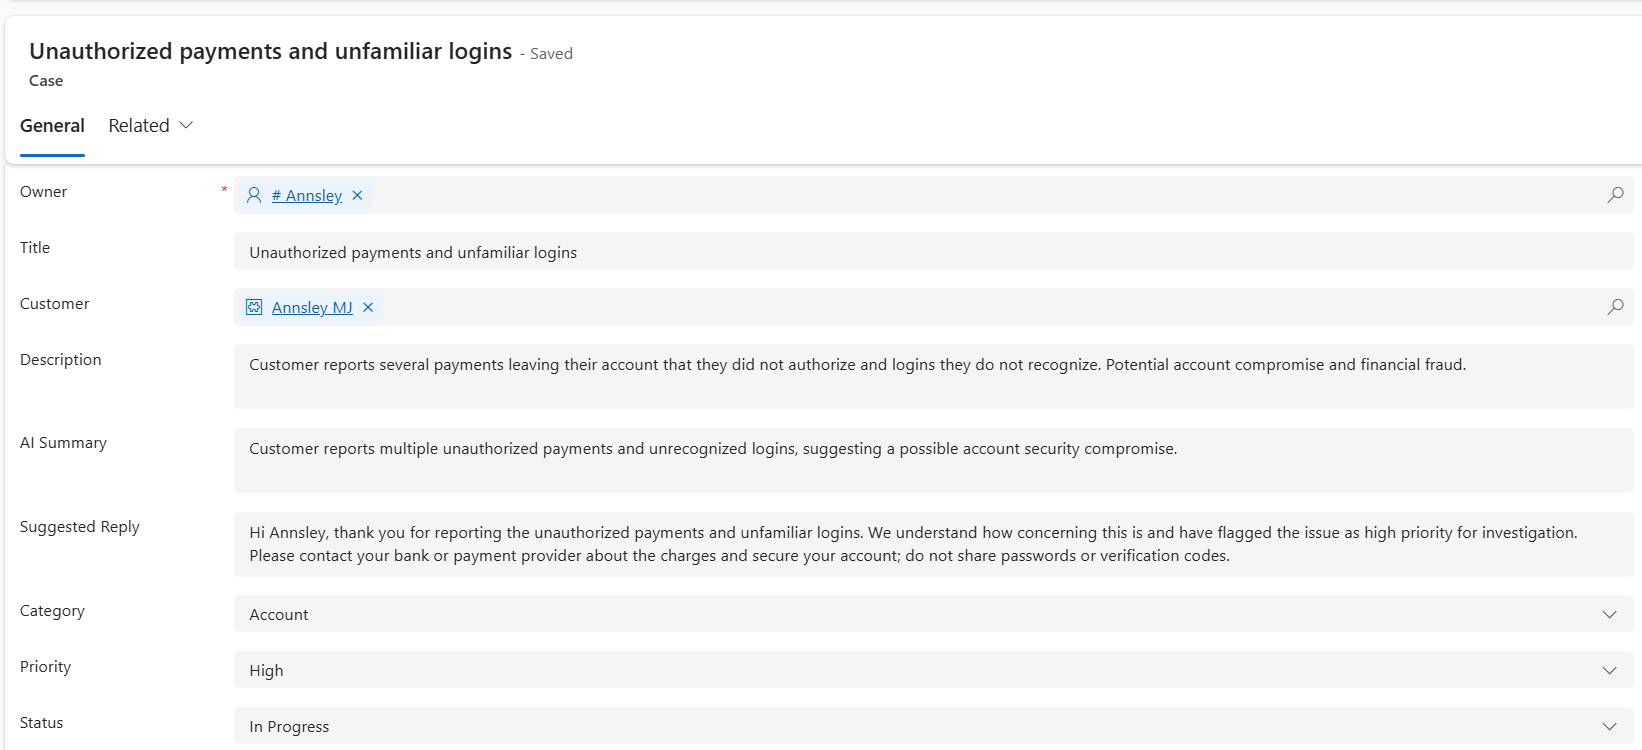 Unauthorized payments and unfamiliar logins - Saved
Case
General Related
Owner * # Annsley
Title Unauthorized payments and unfamiliar logins
Customer Annsley MJ
Description Customer reports several payments leaving their account that they did not authorize and logins they do not recognize. Potential account compromise and financial fraud.
AI Summary Customer reports multiple unauthorized payments and unrecognized logins, suggesting a possible account security compromise.
Suggested Reply Hi Annsley, thank you for reporting the unauthorized payments and unfamiliar logins. We understand how concerning this is and have flagged the issue as high priority for investigation.
Please contact your bank or payment provider about the charges and secure your account; do not share passwords or verification codes.
Category Account
Priority High
Status In Progress